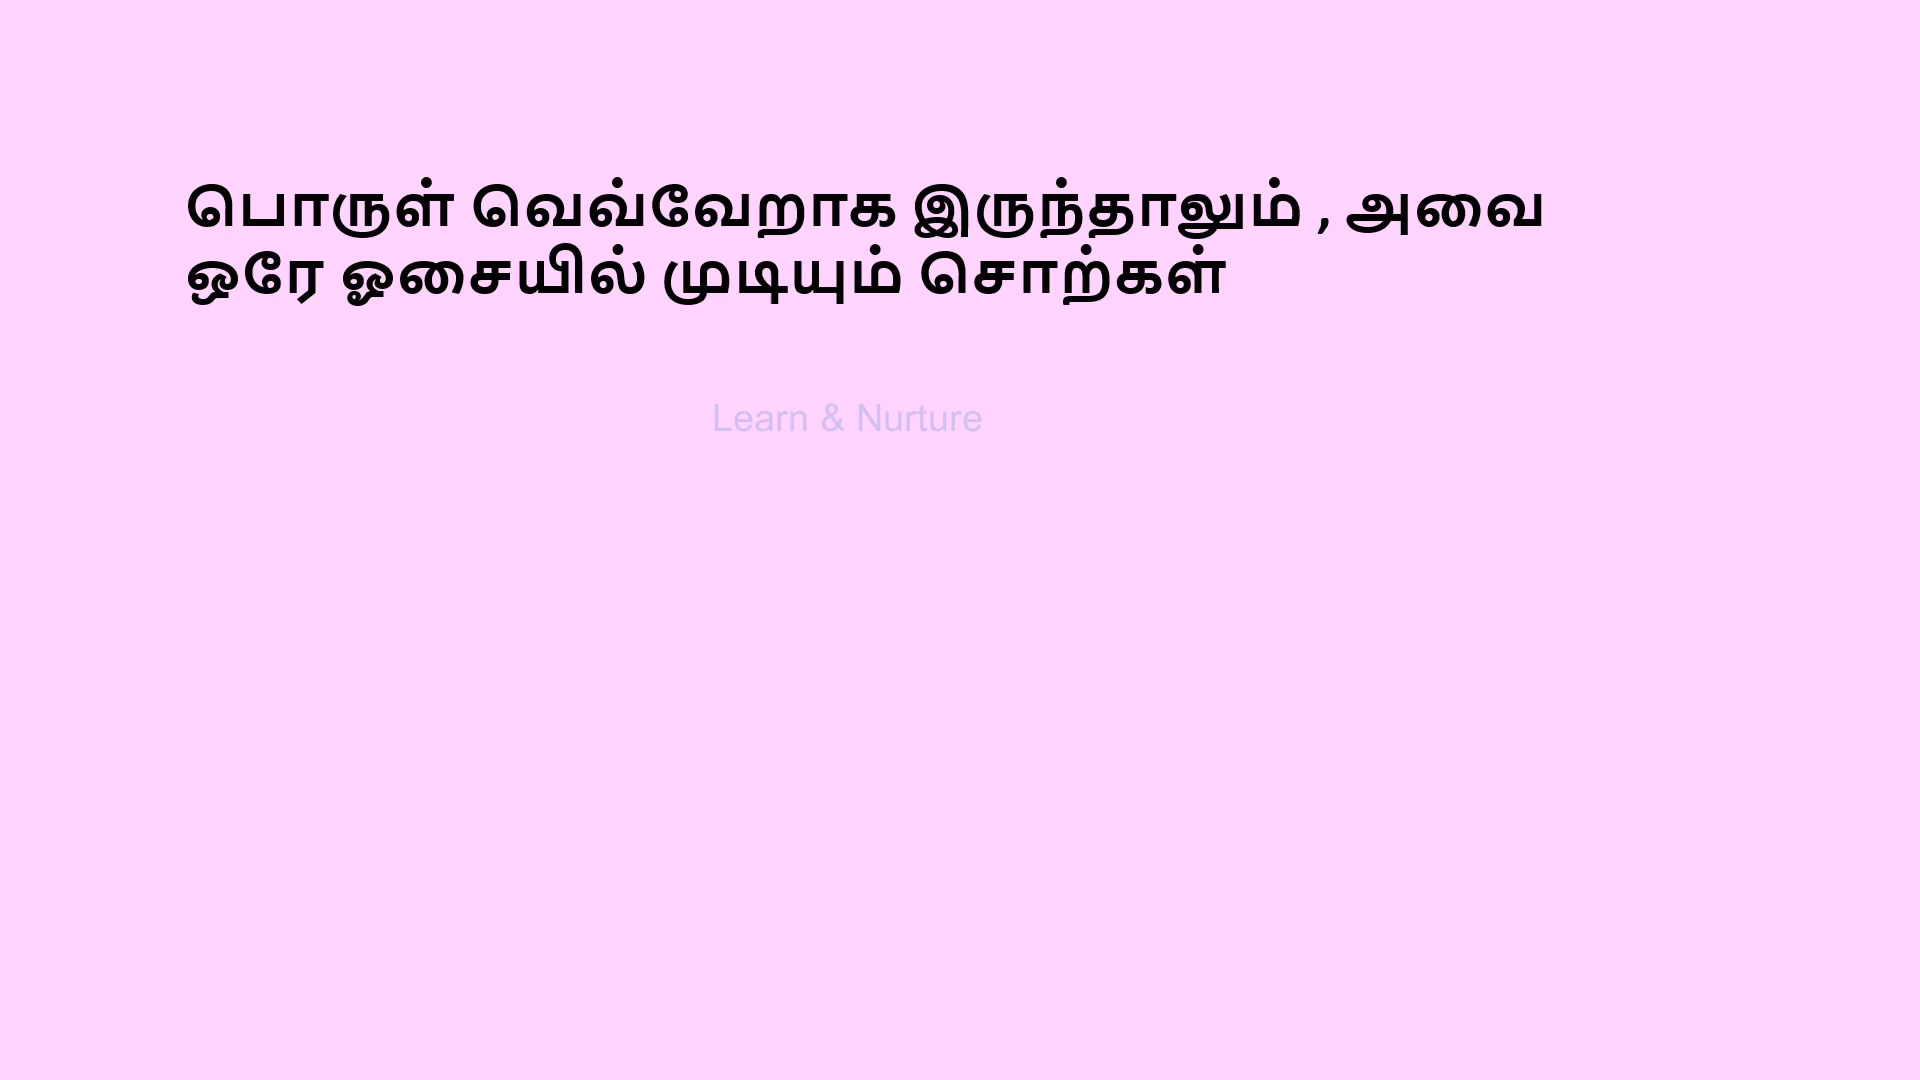 பொருள் வெவ்வேறாக இருந்தாலும் , அவை
ஒரே ஓசையில் முடியும் சொற்கள்
Learn & Nurture